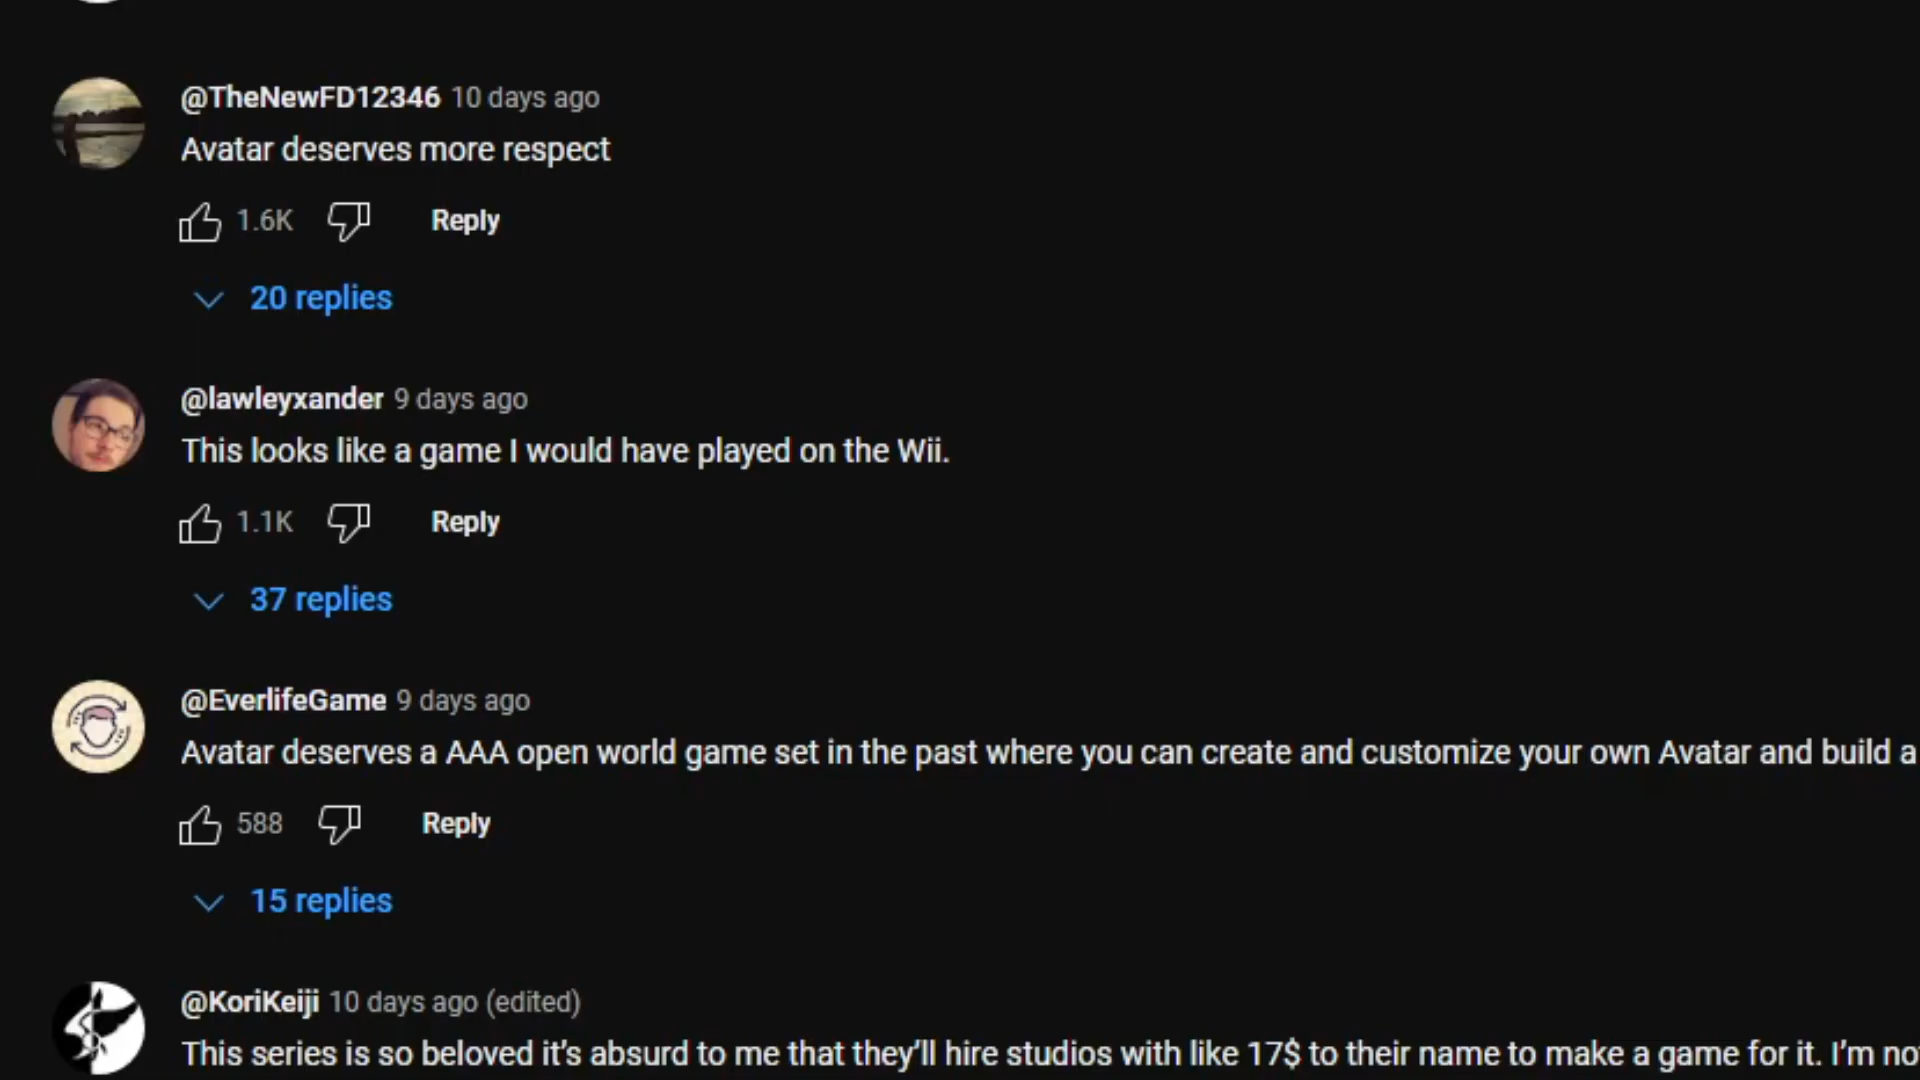 @TheNewFD12346 10 days ago
Avatar deserves more respect
1.6K Reply
20 replies
@lawleyxander 9 days ago
This looks like a game I would have played on the Wii.
1.1K Reply
37 replies
@EverlifeGame 9 days ago
Avatar deserves a AAA open world game set in the past where you can create and customize your own Avatar and build a
588 Reply
15 replies
@KoriKeiji 10 days ago (edited)
This series is so beloved it's absurd to me that they'll hire studios with like 17$ to their name to make a game for it. I'm